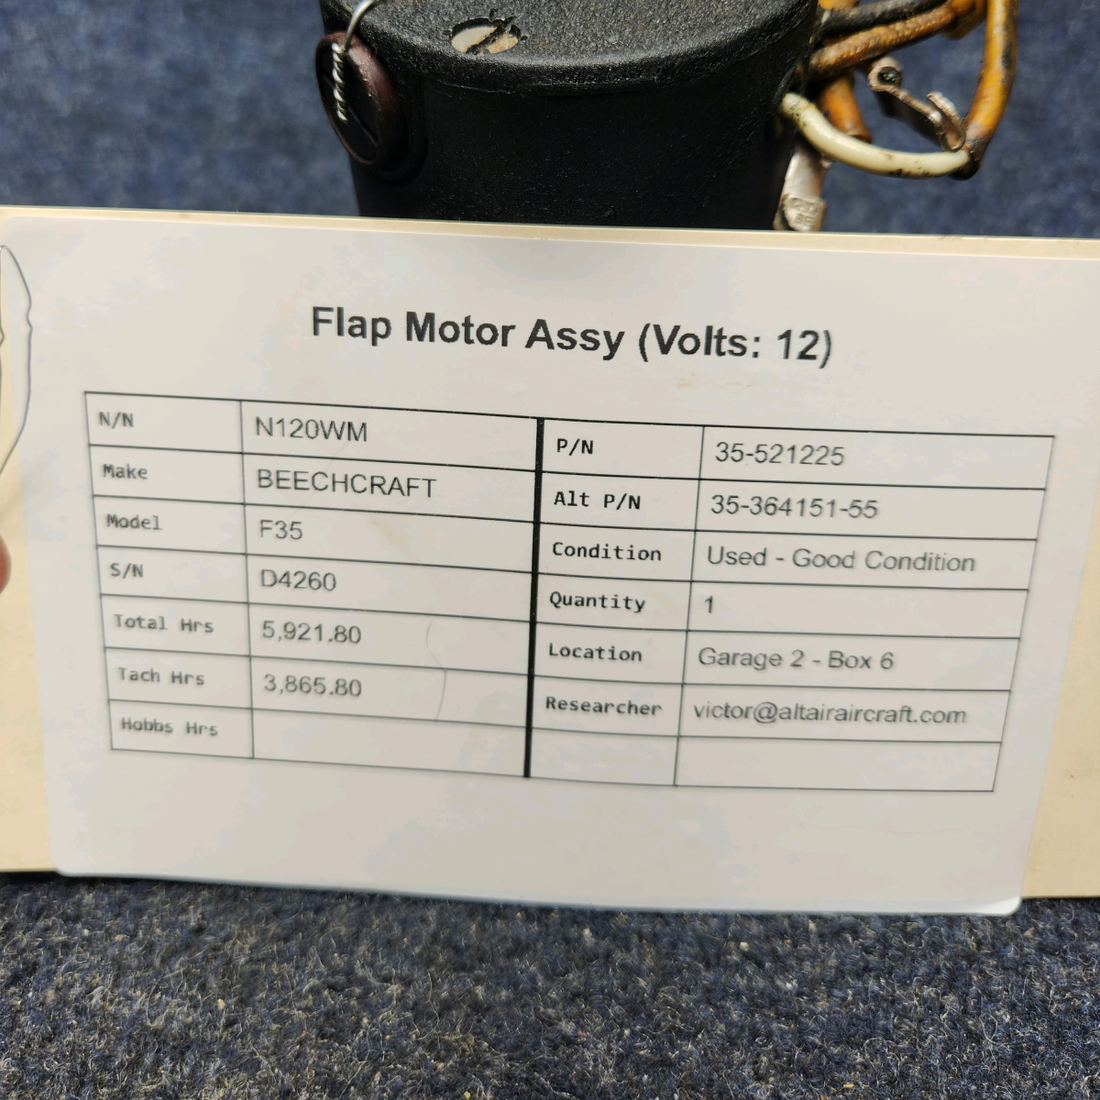 Flap Motor Assy (Volts: 12)
N/N N120WM
Make BEECHCRAFT
Model F35
S/N D4260
Total Hrs 5,921.80
Tach Hrs 3,865.80
Hobbs Hrs
P/N 35-521225
Alt P/N 35-364151-55
Condition Used - Good Condition
Quantity 1
Location Garage 2 - Box 6
Researcher victor@altairaircraft.com